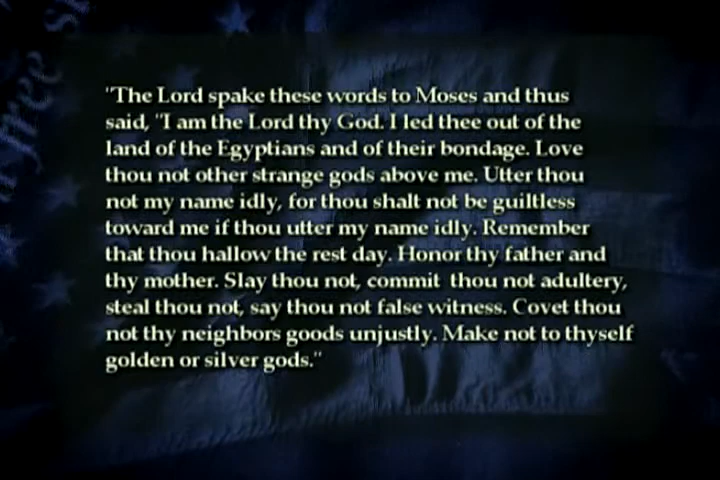 "The Lord spake these words to Moses and thus
said, "I am the Lord thy God. I led thee out of the
land of the Egyptians and of their bondage. Love
thou not other strange gods above me. Utter thou
not my name idly, for thou shalt not be guiltless
toward me if thou utter my name idly. Remember
that thou hallow the rest day. Honor thy father and
thy mother. Slay thou not, commit thou not adultery,
steal thou not, say thou not false witness. Covet thou
not thy neighbors goods unjustly. Make not to thyself
golden or silver gods."